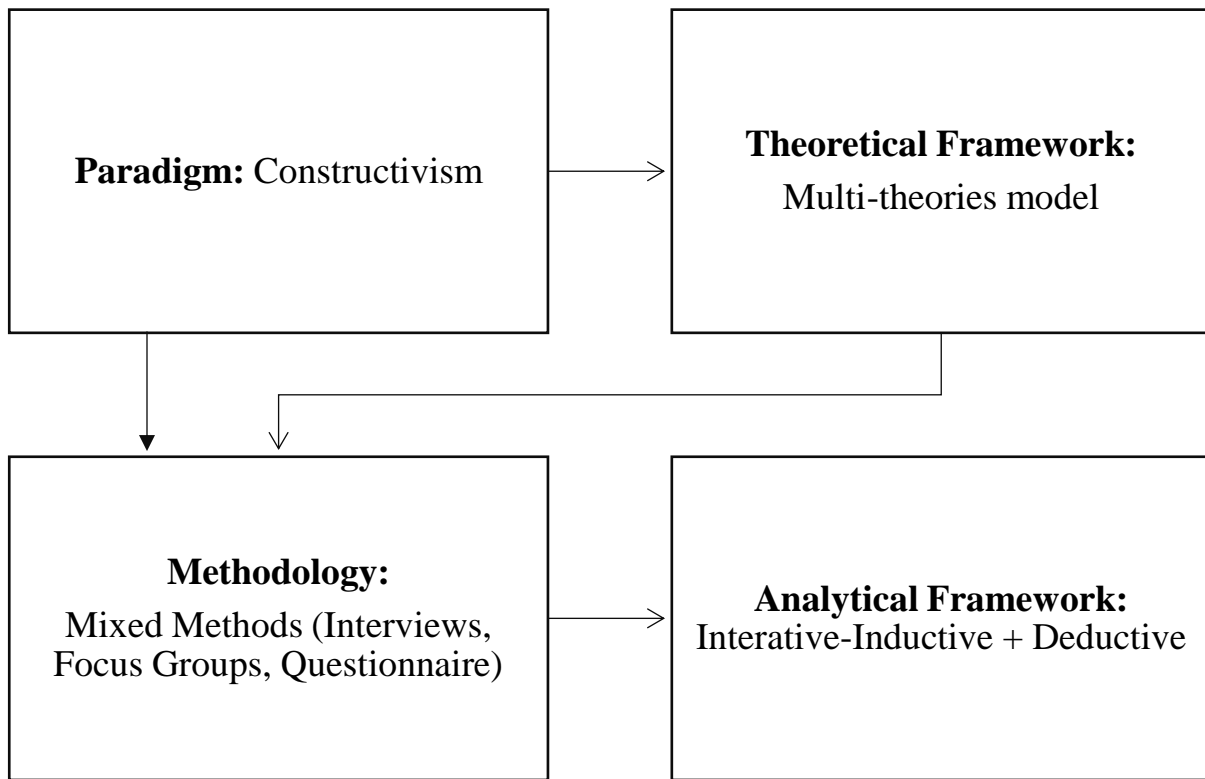 Paradigm: Constructivism
Theoretical Framework:
Multi-theories model
Methodology:
Mixed Methods (Interviews,
Focus Groups, Questionnaire)
Analytical Framework:
Interative-Inductive + Deductive